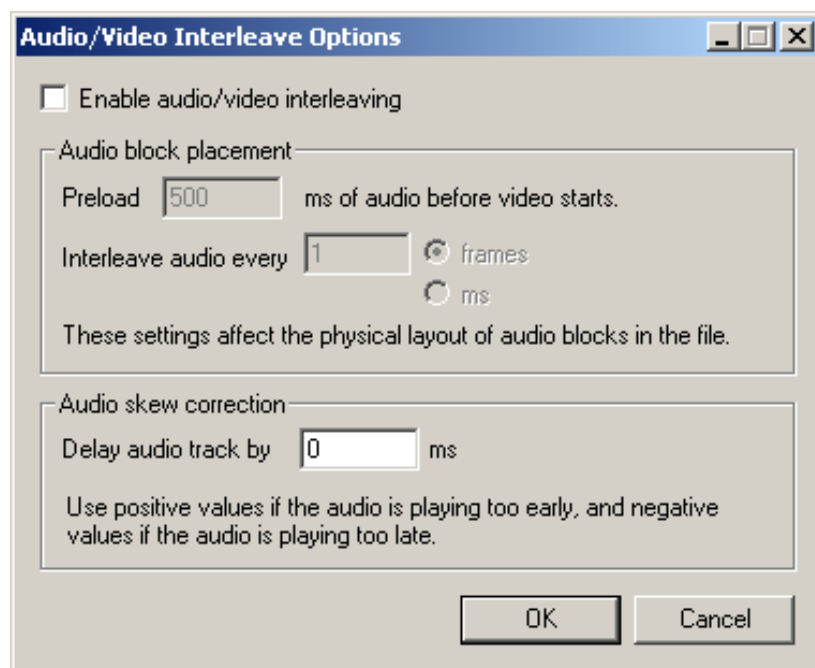 Audio/Video Interleave Options
Enable audio/video interleaving
Audio block placement
Preload 500 ms of audio before video starts.
Interleave audio every 1 frames
ms
These settings affect the physical layout of audio blocks in the file.
Audio skew correction
Delay audio track by 0 ms
Use positive values if the audio is playing too early, and negative
values if the audio is playing too late.
OK Cancel